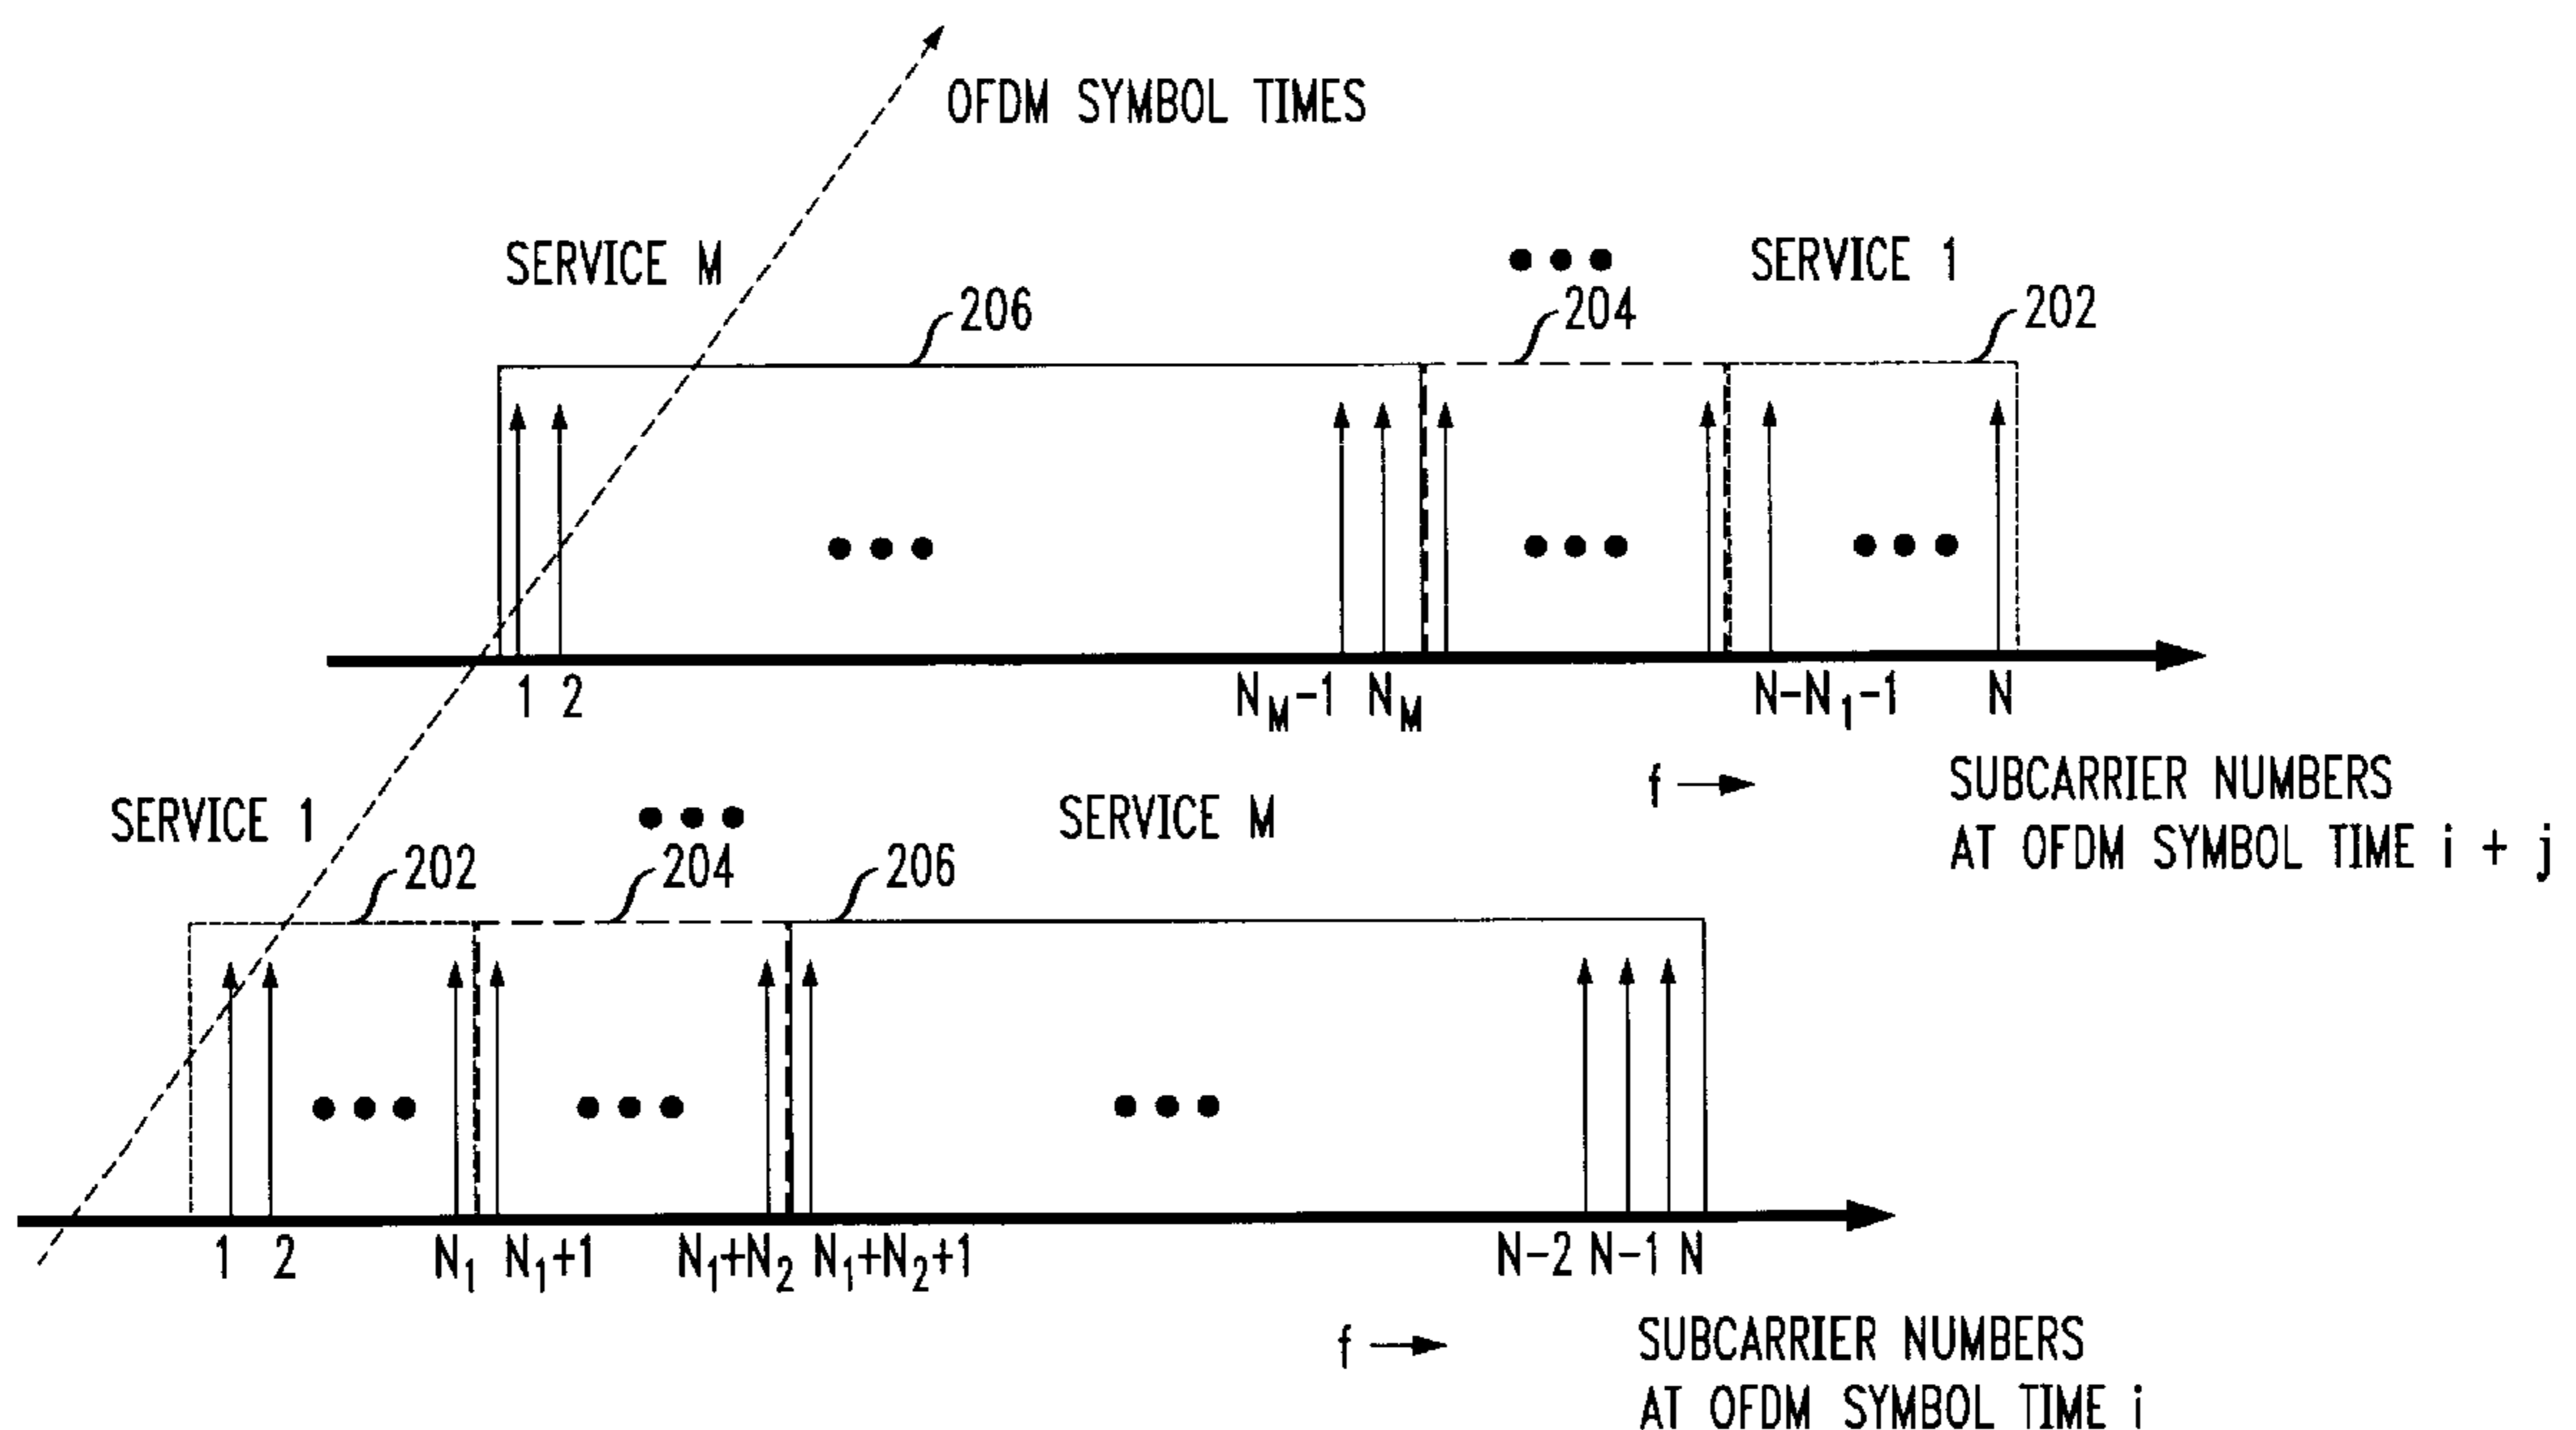 OFDM SYMBOL TIMES
SERVICE M
SERVICE 1
206
204
202
1 2
N_M-1 N_M
N-N_1-1
N
f
SUBCARRIER NUMBERS
AT OFDM SYMBOL TIME i + j
SERVICE 1
SERVICE M
202
204
206
1 2
N_1 N_1+1
N_1+N_2 N_1+N_2+1
N-2 N-1 N
f
SUBCARRIER NUMBERS
AT OFDM SYMBOL TIME i